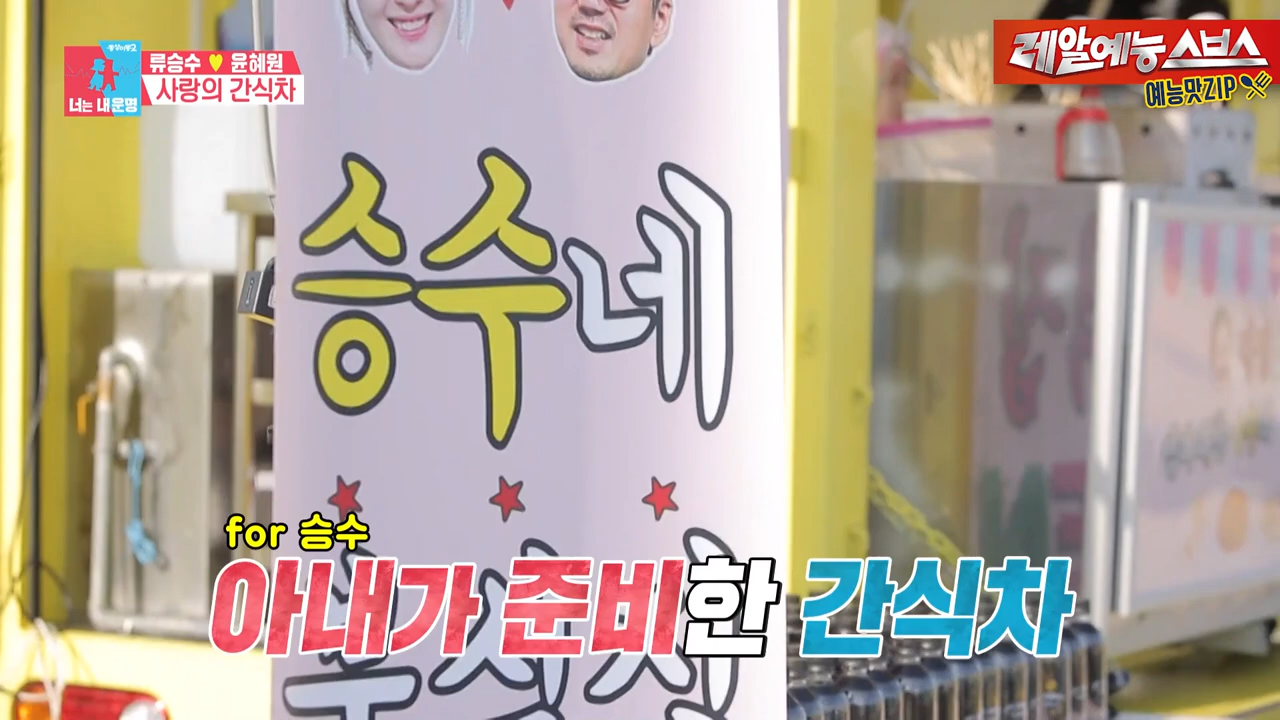 동상이몽2
너는 내 운명
류승수 ♥ 윤혜원
사랑의 간식차
레알예능 스브스
예능맛ZIP
승수네
for 승수
아내가 준비한 간식차